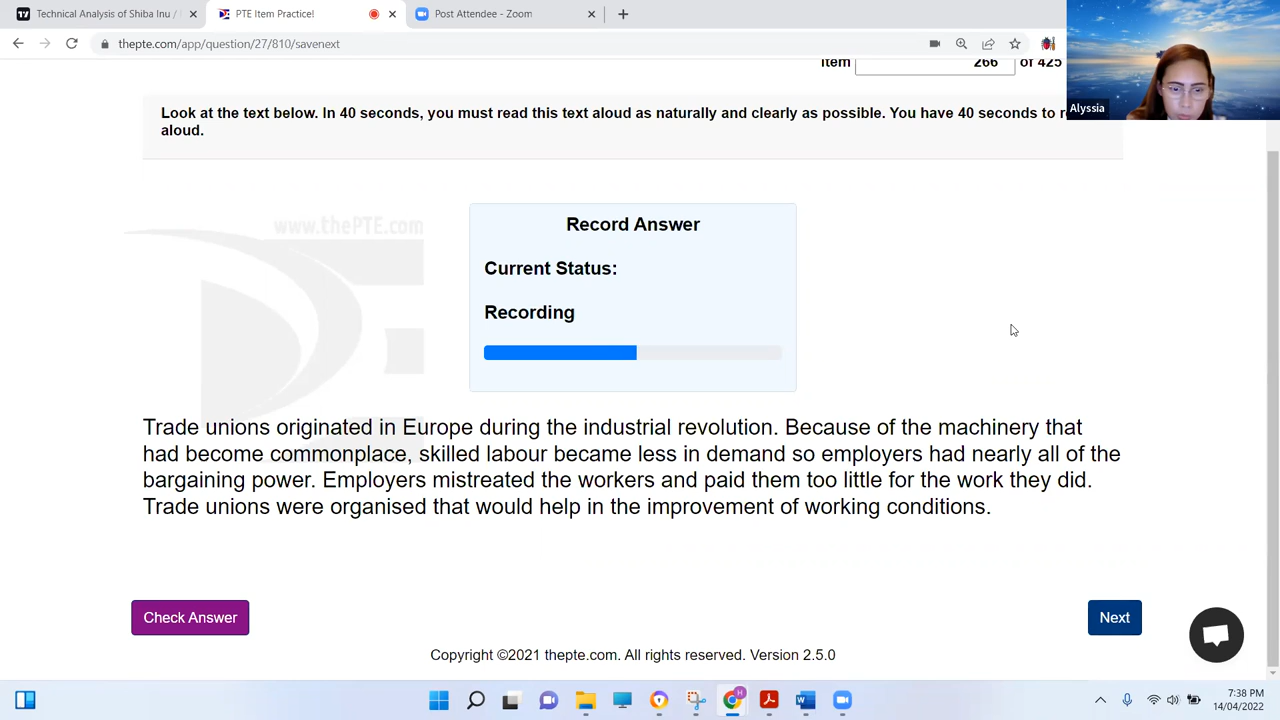 Technical Analysis of Shiba Inu /
PTE Item Practice!
Post Attendee - Zoom
thepte.com/app/question/27/810/savenext
Alyssia
Item 266 of 425
Look at the text below. In 40 seconds, you must read this text aloud as naturally and clearly as possible. You have 40 seconds to
aloud.
www.thePTE.com
Record Answer
Current Status:
Recording
Trade unions originated in Europe during the industrial revolution. Because of the machinery that
had become commonplace, skilled labour became less in demand so employers had nearly all of the
bargaining power. Employers mistreated the workers and paid them too little for the work they did.
Trade unions were organised that would help in the improvement of working conditions.
Check Answer
Next
Copyright ©2021 thepte.com. All rights reserved. Version 2.5.0
7:38 PM
14/04/2022